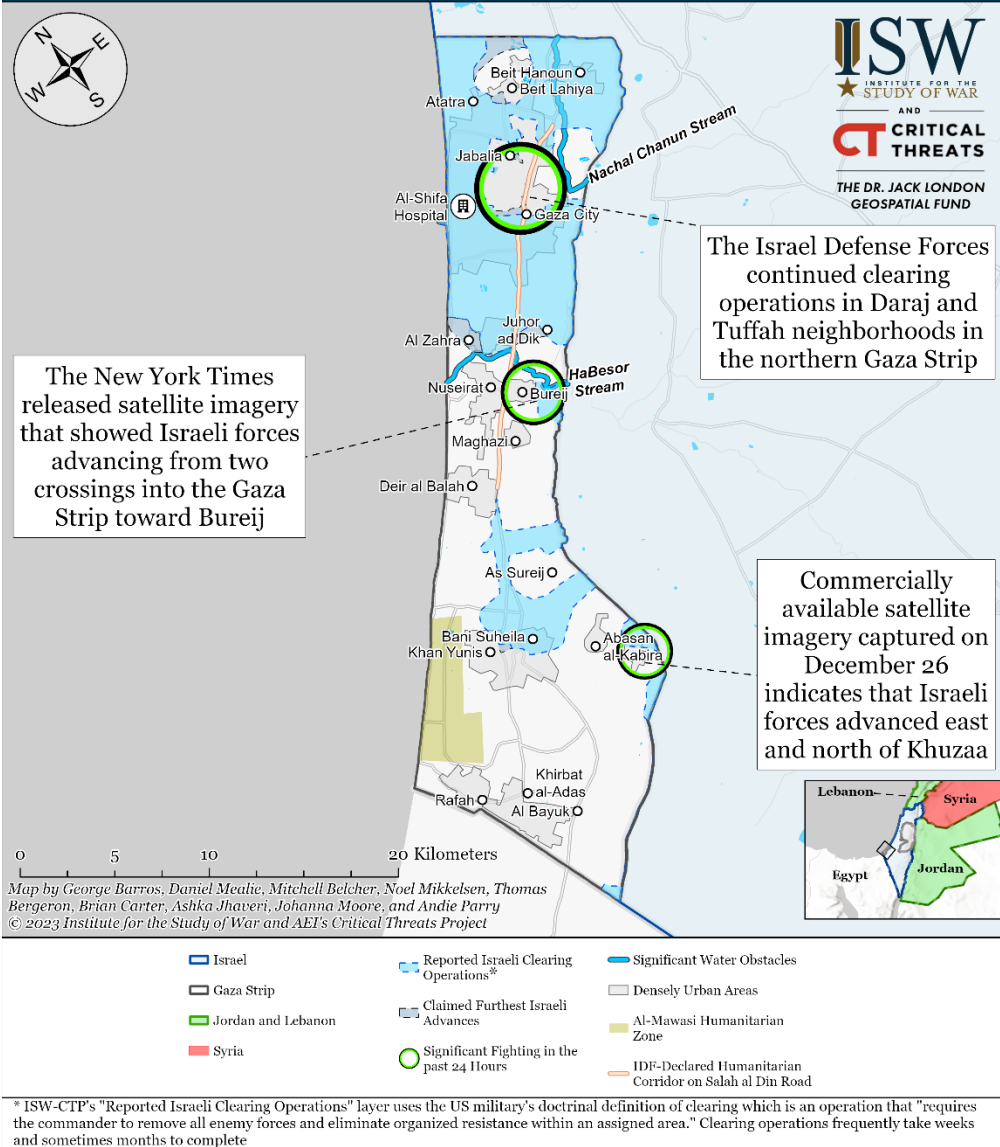 N
E
W
S
ISW
INSTITUTE FOR THE
STUDY OF WAR
AND
CT CRITICAL
THREATS
THE DR. JACK LONDON
GEOSPATIAL FUND
Beit Hanoun
Beit Lahiya
Atatra
Nachal Chanun Stream
Jabalia
Al-Shifa
Hospital
Gaza City
The Israel Defense Forces
continued clearing
operations in Daraj and
Tuffah neighborhoods in
the northern Gaza Strip
Juhor
ad Dik
Al Zahra
HaBesor
Stream
Nuseirat
Bureij
The New York Times
released satellite imagery
that showed Israeli forces
advancing from two
crossings into the Gaza
Strip toward Bureij
Maghazi
Deir al Balah
As Sureij
Bani Suheila
Khan Yunis
Abasan
al-Kabira
Commercially
available satellite
imagery captured on
December 26
indicates that Israeli
forces advanced east
and north of Khuzaa
Khirbat
al-Adas
Rafah
Al Bayuk
Lebanon
Syria
Jordan
Egypt
0 5 10 20 Kilometers
Map by George Barros, Daniel Mealie, Mitchell Belcher, Noel Mikkelsen, Thomas
Bergeron, Brian Carter, Ashka Jhaveri, Johanna Moore, and Andie Parry
© 2023 Institute for the Study of War and AEI's Critical Threats Project
Israel
Gaza Strip
Jordan and Lebanon
Syria
Reported Israeli Clearing
Operations*
Claimed Furthest Israeli
Advances
Significant Fighting in the
past 24 Hours
Significant Water Obstacles
Densely Urban Areas
Al-Mawasi Humanitarian
Zone
IDF-Declared Humanitarian
Corridor on Salah al Din Road
* ISW-CTP's "Reported Israeli Clearing Operations" layer uses the US military's doctrinal definition of clearing which is an operation that "requires
the commander to remove all enemy forces and eliminate organized resistance within an assigned area." Clearing operations frequently take weeks
and sometimes months to complete